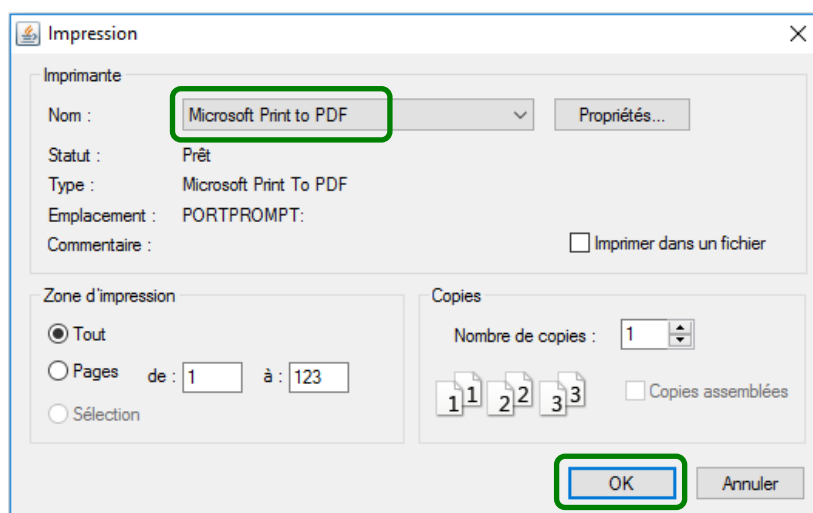 Impression
Imprimante
Nom : Microsoft Print to PDF Propriétés...
Statut : Prêt
Type : Microsoft Print To PDF
Emplacement : PORTPROMPT:
Commentaire : Imprimer dans un fichier
Zone d'impression
Tout
Pages de : 1 à : 123
Sélection
Copies
Nombre de copies : 1
1 1 2 2 3 3 Copies assemblées
OK Annuler